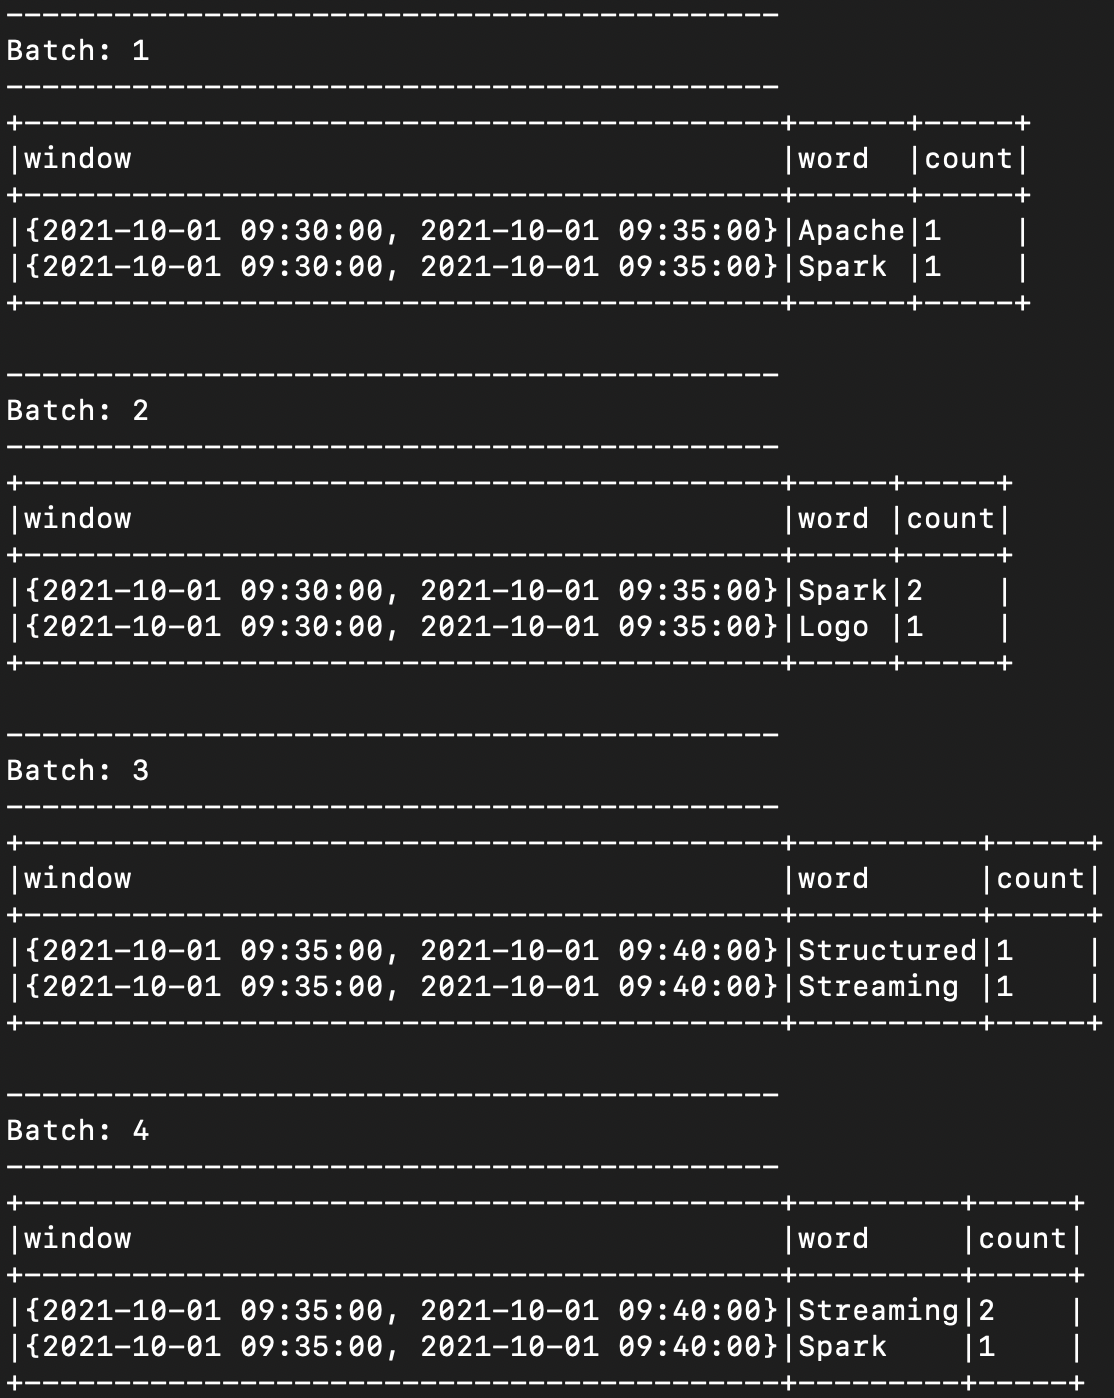 -------------------------------------------
Batch: 1
-------------------------------------------
+------------------------------------------+------+-----+
|window                                    |word  |count|
+------------------------------------------+------+-----+
|{2021-10-01 09:30:00, 2021-10-01 09:35:00}|Apache|1    |
|{2021-10-01 09:30:00, 2021-10-01 09:35:00}|Spark |1    |
+------------------------------------------+------+-----+

-------------------------------------------
Batch: 2
-------------------------------------------
+------------------------------------------+-----+-----+
|window                                    |word |count|
+------------------------------------------+-----+-----+
|{2021-10-01 09:30:00, 2021-10-01 09:35:00}|Spark|2    |
|{2021-10-01 09:30:00, 2021-10-01 09:35:00}|Logo |1    |
+------------------------------------------+-----+-----+

-------------------------------------------
Batch: 3
-------------------------------------------
+------------------------------------------+----------+-----+
|window                                    |word      |count|
+------------------------------------------+----------+-----+
|{2021-10-01 09:35:00, 2021-10-01 09:40:00}|Structured|1    |
|{2021-10-01 09:35:00, 2021-10-01 09:40:00}|Streaming |1    |
+------------------------------------------+----------+-----+

-------------------------------------------
Batch: 4
-------------------------------------------
+------------------------------------------+---------+-----+
|window                                    |word     |count|
+------------------------------------------+---------+-----+
|{2021-10-01 09:35:00, 2021-10-01 09:40:00}|Streaming|2    |
|{2021-10-01 09:35:00, 2021-10-01 09:40:00}|Spark    |1    |
+------------------------------------------+---------+-----+